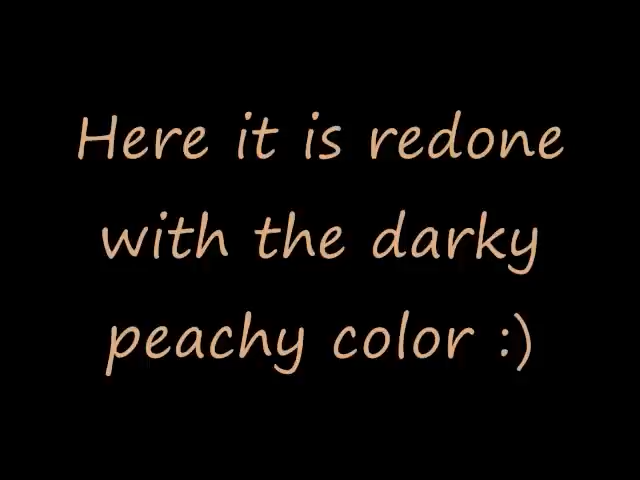 Here it is redone
with the darky
peachy color :)